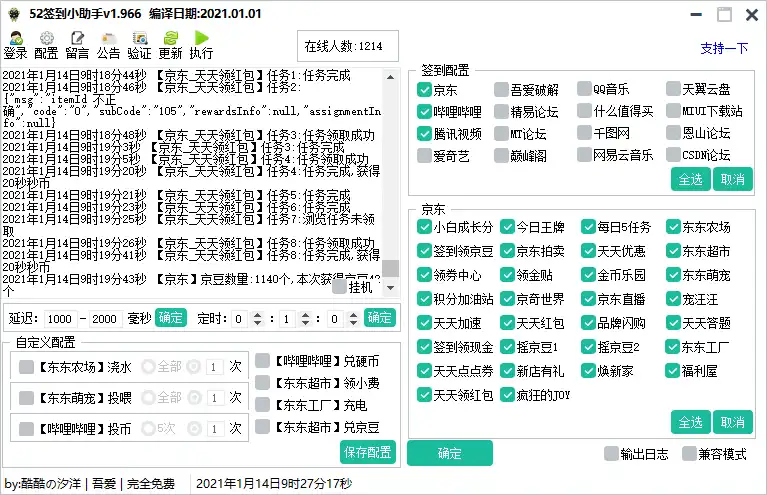 52签到小助手v1.966 编译日期:2021.01.01
登录 配置 留言 公告 验证 更新 执行
在线人数:1214
支持一下
2021年1月14日9时18分44秒 【京东_天天领红包】任务1:任务完成
2021年1月14日9时18分46秒 【京东_天天领红包】任务2:
{"msg":"itemId 不正
确","code":"0","subCode":"105","rewardsInfo":null,"assignmentIn
fo":null}
2021年1月14日9时18分48秒 【京东_天天领红包】任务3:任务领取成功
2021年1月14日9时19分3秒 【京东_天天领红包】任务3:任务完成
2021年1月14日9时19分5秒 【京东_天天领红包】任务4:任务领取成功
2021年1月14日9时19分20秒 【京东_天天领红包】任务4:任务完成,获得
20秒秒币
2021年1月14日9时19分21秒 【京东_天天领红包】任务5:任务完成
2021年1月14日9时19分23秒 【京东_天天领红包】任务6:任务完成
2021年1月14日9时19分25秒 【京东_天天领红包】任务7:浏览任务未领
取
2021年1月14日9时19分26秒 【京东_天天领红包】任务8:任务领取成功
2021年1月14日9时19分41秒 【京东_天天领红包】任务8:任务完成,获得
20秒秒币
2021年1月14日9时19分43秒 【京东】京豆数量:1140个,本次获得京豆42
个
挂机
延迟: 1000 - 2000 毫秒 确定 定时: 0 : 1 : 0 确定
自定义配置
【东东农场】浇水 全部 1 次
【东东萌宠】投喂 全部 1 次
【哔哩哔哩】投币 5次 1 次
【哔哩哔哩】兑硬币
【东东超市】领小费
【东东工厂】充电
【东东超市】兑京豆
保存配置
签到配置
京东 吾爱破解 QQ音乐 天翼云盘
哔哩哔哩 精易论坛 什么值得买 MIUI下载站
腾讯视频 MT论坛 千图网 恩山论坛
爱奇艺 巅峰阁 网易云音乐 CSDN论坛
全选 取消
京东
小白成长分 今日王牌 每日5任务 东东农场
签到领京豆 京东拍卖 天天优惠 东东超市
领券中心 领金贴 金币乐园 东东萌宠
积分加油站 京奇世界 京东直播 宠汪汪
天天加速 天天红包 品牌闪购 天天答题
签到领现金 摇京豆1 摇京豆2 东东工厂
天天点点券 新店有礼 焕新家 福利屋
天天领红包 疯狂的JOY
全选 取消
确定 输出日志 兼容模式
by:酷酷の汐洋 | 吾爱 | 完全免费 2021年1月14日9时27分17秒